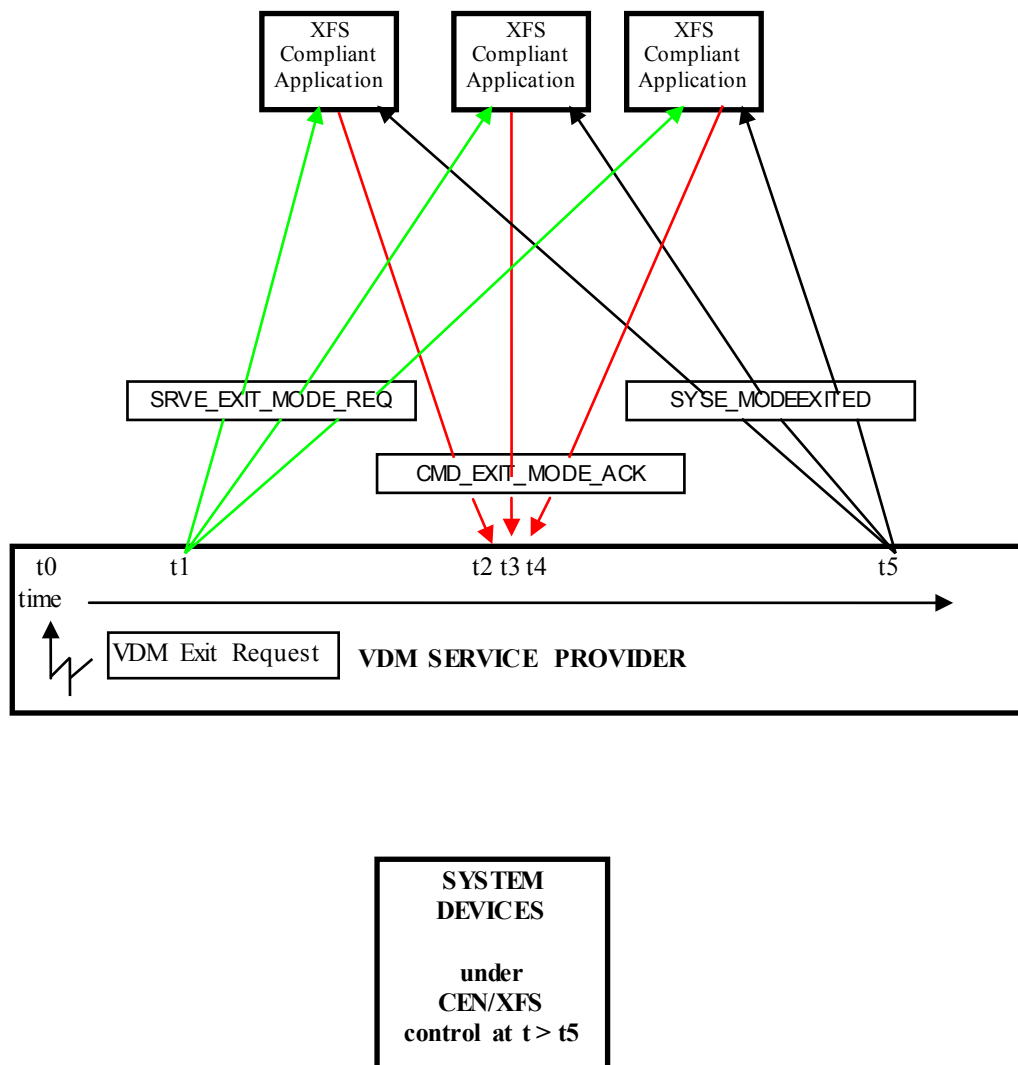 XFS
Compliant
Application
XFS
Compliant
Application
XFS
Compliant
Application
SRVE_EXIT_MODE_REQ
SYSE_MODEEXITED
CMD_EXIT_MODE_ACK
t0 t1 t2 t3 t4 t5
time
VDM Exit Request VDM SERVICE PROVIDER
SYSTEM
DEVICES
under
CEN/XFS
control at t > t5